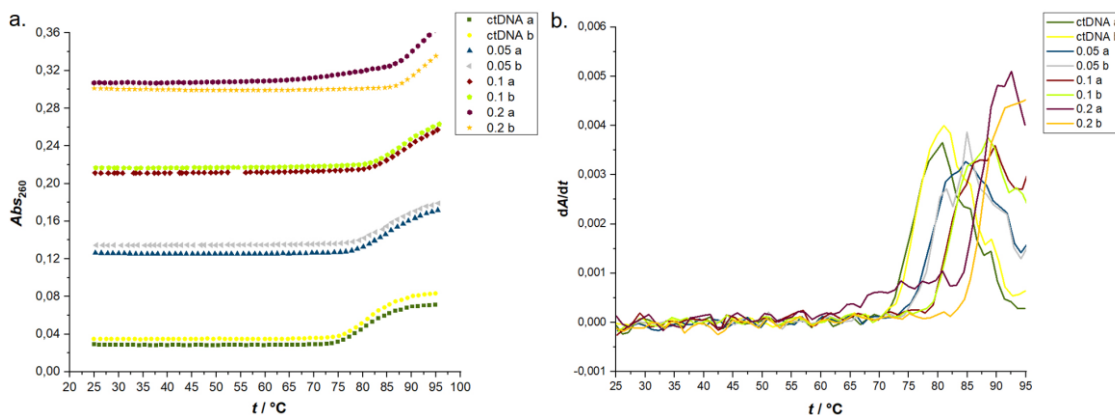 a.
ctDNA a
ctDNA b
0.05 a
0.05 b
0.1 a
0.1 b
0.2 a
0.2 b
Abs260
0,36
0,32
0,28
0,24
0,20
0,16
0,12
0,08
0,04
0,00
20 25 30 35 40 45 50 55 60 65 70 75 80 85 90 95 100
t / °C
b.
ctDNA a
ctDNA b
0.05 a
0.05 b
0.1 a
0.1 b
0.2 a
0.2 b
dA/dt
0,006
0,005
0,004
0,003
0,002
0,001
0,000
-0,001
25 30 35 40 45 50 55 60 65 70 75 80 85 90 95
t / °C